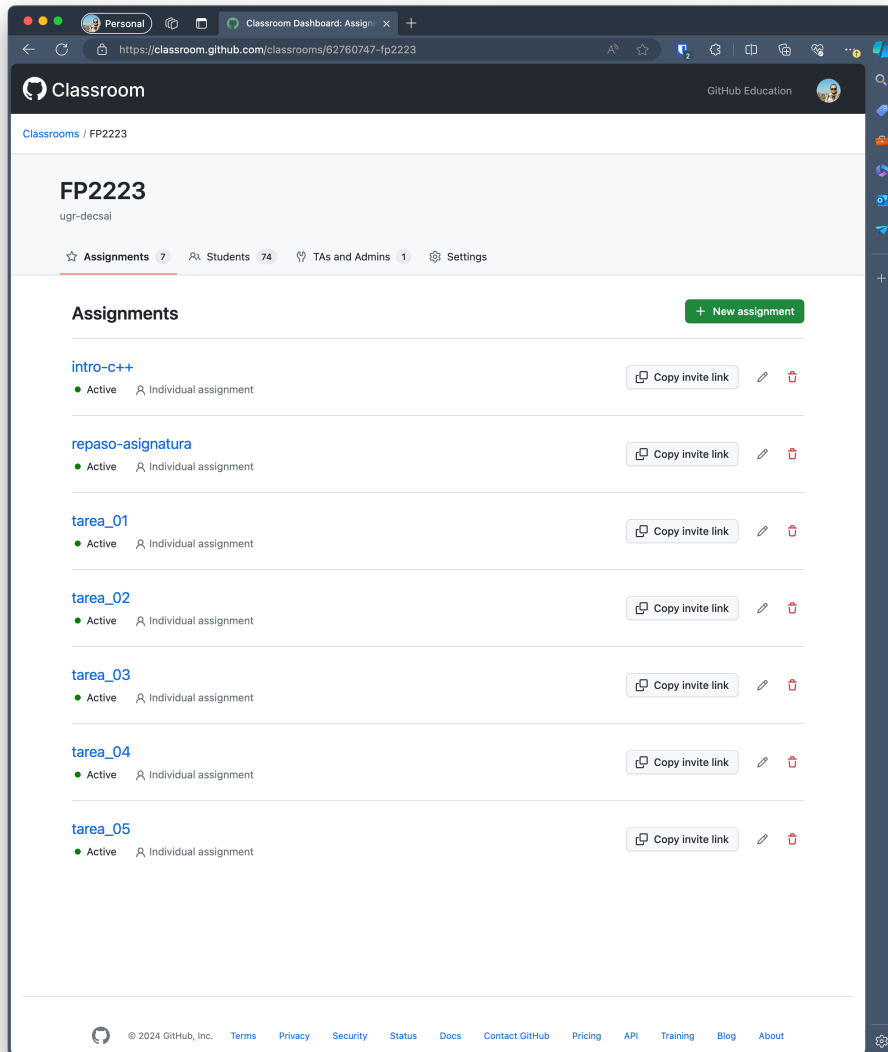 Personal
Classroom Dashboard: Assign
https://classroom.github.com/classrooms/62760747-fp2223
2
Classroom
GitHub Education
Classrooms / FP2223
FP2223
ugr-decsai
Assignments 7 Students 74 TAs and Admins 1 Settings
Assignments
+ New assignment
intro-c++
Active Individual assignment
Copy invite link
repaso-asignatura
Active Individual assignment
Copy invite link
tarea_01
Active Individual assignment
Copy invite link
tarea_02
Active Individual assignment
Copy invite link
tarea_03
Active Individual assignment
Copy invite link
tarea_04
Active Individual assignment
Copy invite link
tarea_05
Active Individual assignment
Copy invite link
© 2024 GitHub, Inc. Terms Privacy Security Status Docs Contact GitHub Pricing API Training Blog About